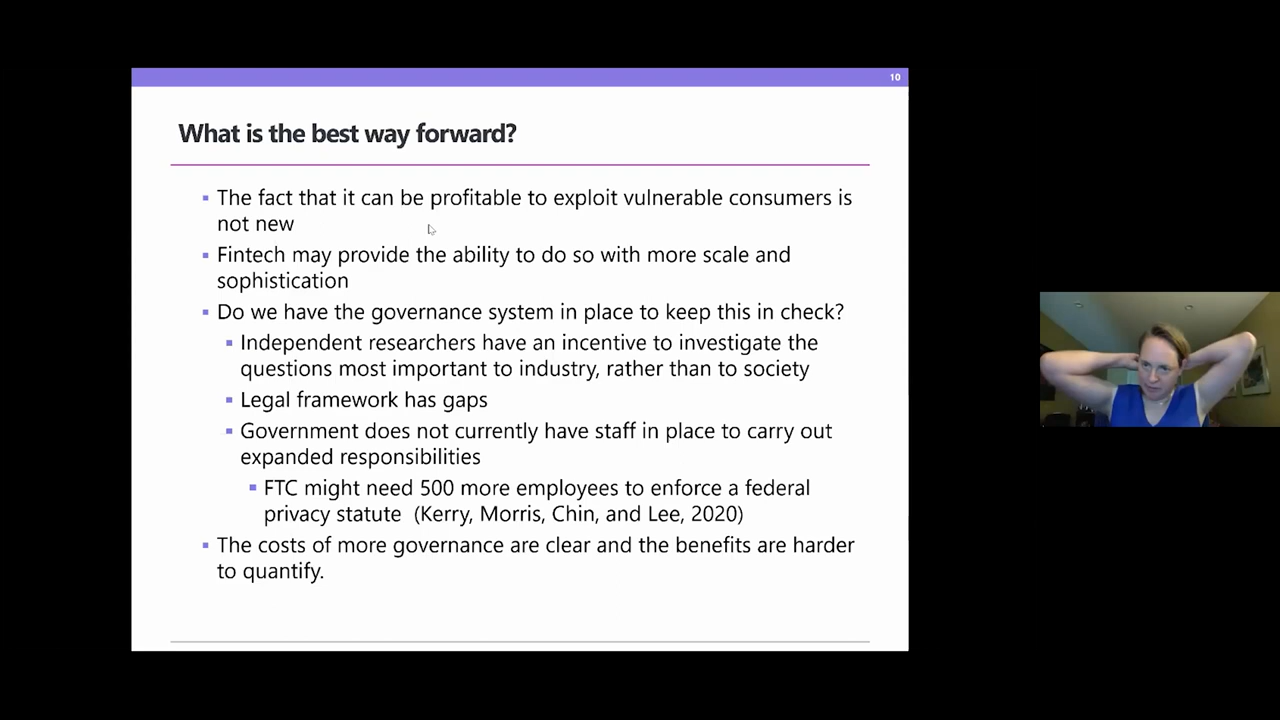 10
What is the best way forward?
The fact that it can be profitable to exploit vulnerable consumers is
not new
Fintech may provide the ability to do so with more scale and
sophistication
Do we have the governance system in place to keep this in check?
Independent researchers have an incentive to investigate the
questions most important to industry, rather than to society
Legal framework has gaps
Government does not currently have staff in place to carry out
expanded responsibilities
FTC might need 500 more employees to enforce a federal
privacy statute (Kerry, Morris, Chin, and Lee, 2020)
The costs of more governance are clear and the benefits are harder
to quantify.